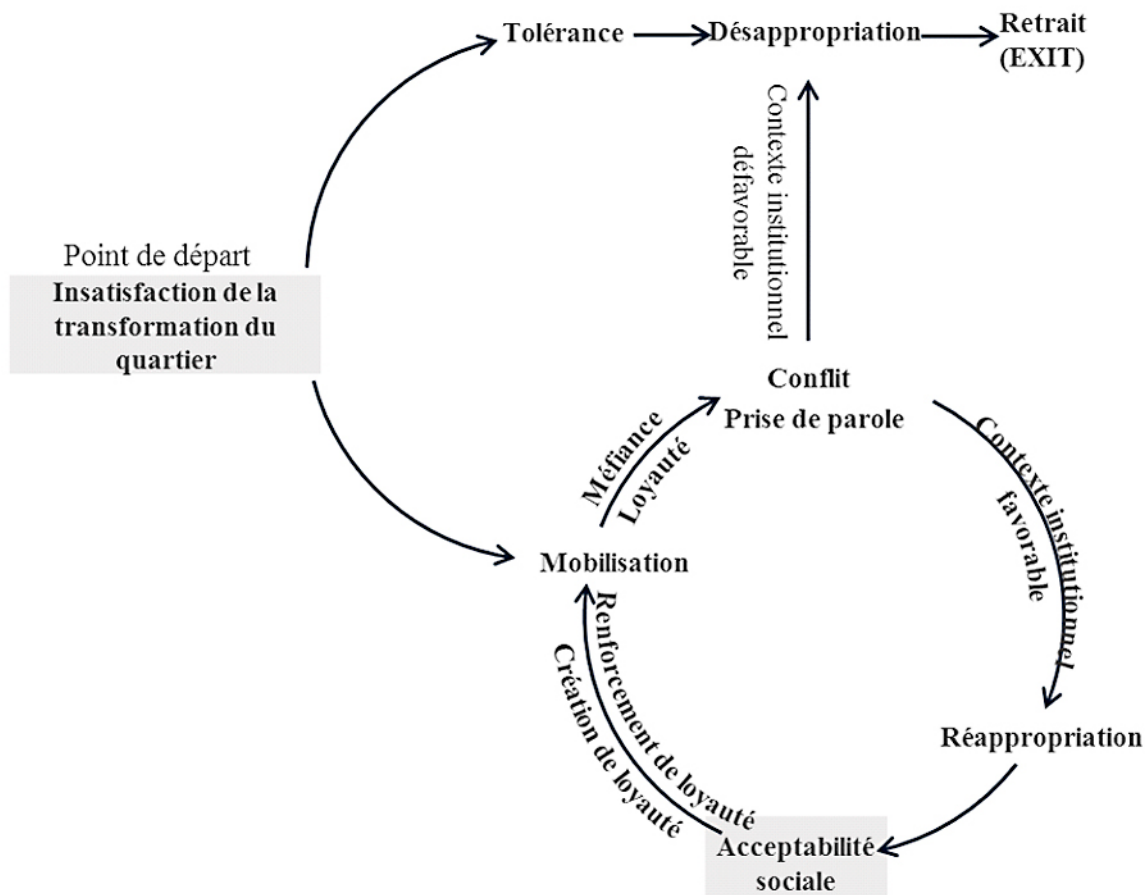 Tolérance
Désappropriation
Retrait
(EXIT)
Contexte institutionnel
défavorable
Point de départ
Insatisfaction de la
transformation du
quartier
Conflit
Prise de parole
Méfiance
Loyauté
Contexte institutionnel
favorable
Mobilisation
Renforcement de loyauté
Création de loyauté
Réappropriation
Acceptabilité
sociale